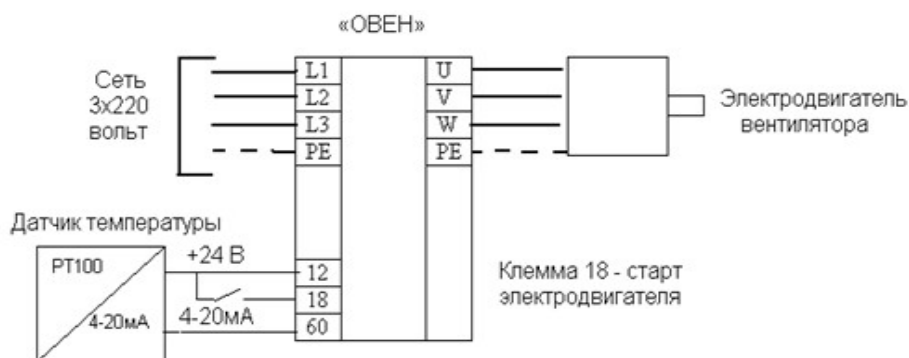 «ОВЕН»
Сеть
3х220
вольт
L1
L2
L3
PE
U
V
W
PE
Электродвигатель
вентилятора
Датчик температуры
PT100
4-20мА
+24 В
4-20мА
12
18
60
Клемма 18 - старт
электродвигателя